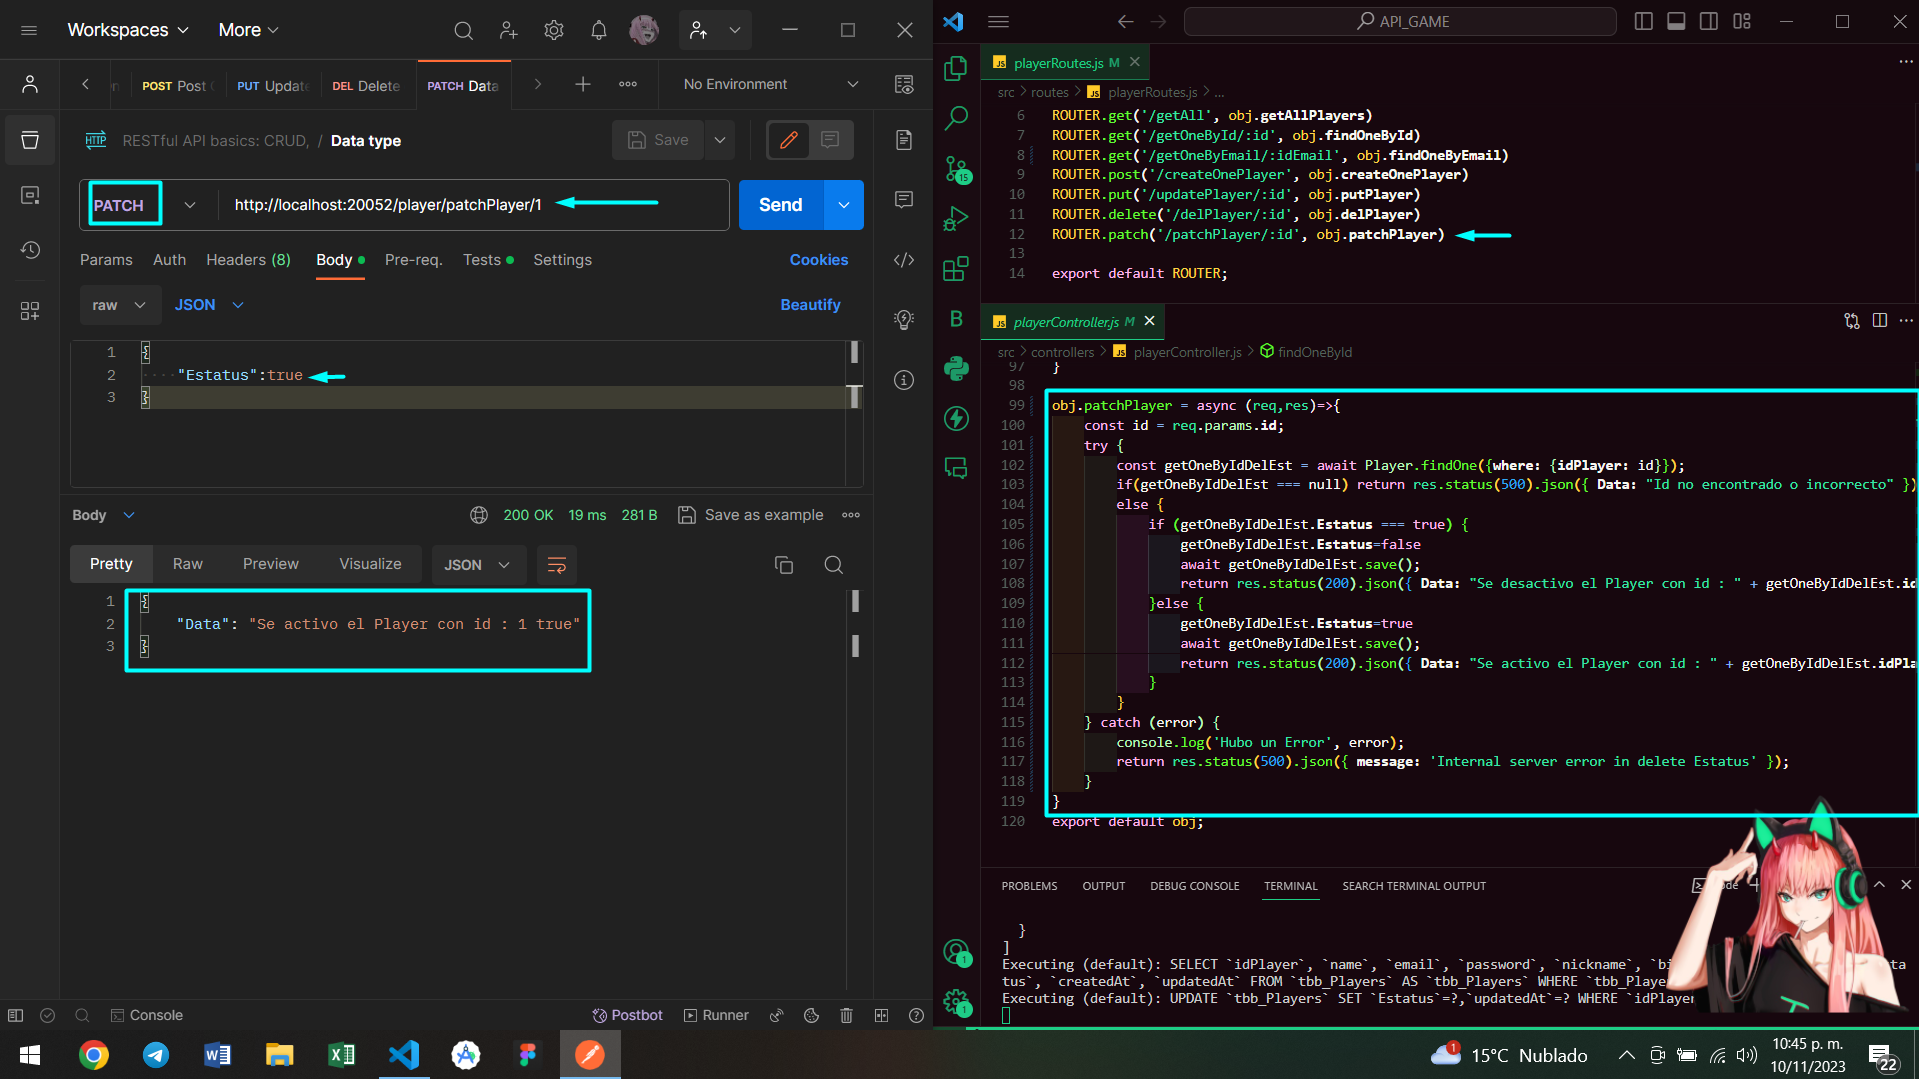 Workspaces
More
POST Post
PUT Update
DEL Delete
PATCH Data
No Environment
HTTP
RESTful API basics: CRUD, / Data type
Save
PATCH
http://localhost:20052/player/patchPlayer/1
Send
Params
Auth
Headers (8)
Body
Pre-req.
Tests
Settings
Cookies
raw
JSON
Beautify
1 {
2 "Estatus":true
3 }
Body
200 OK 19 ms 281 B
Save as example
Pretty
Raw
Preview
Visualize
JSON
1 {
2 "Data": "Se activo el Player con id : 1 true"
3 }
Console
Postbot
Runner
API_GAME
JS playerRoutes.js M
src > routes > JS playerRoutes.js > ...
6 ROUTER.get('/getAll', obj.getAllPlayers)
7 ROUTER.get('/getOneById/:id', obj.findOneById)
8 ROUTER.get('/getOneByEmail/:idEmail', obj.findOneByEmail)
9 ROUTER.post('/createOnePlayer', obj.createOnePlayer)
10 ROUTER.put('/updatePlayer/:id', obj.putPlayer)
11 ROUTER.delete('/delPlayer/:id', obj.delPlayer)
12 ROUTER.patch('/patchPlayer/:id', obj.patchPlayer)
13
14 export default ROUTER;
15
B
JS playerController.js M
src > controllers > JS playerController.js > findOneById
97 }
98
99 obj.patchPlayer = async (req,res)=>{
100 const id = req.params.id;
101 try {
102 const getOneByIdDelEst = await Player.findOne({where: {idPlayer: id}});
103 if(getOneByIdDelEst === null) return res.status(500).json({ Data: "Id no encontrado o incorrecto" })
104 else {
105 if (getOneByIdDelEst.Estatus === true) {
106 getOneByIdDelEst.Estatus=false
107 await getOneByIdDelEst.save();
108 return res.status(200).json({ Data: "Se desactivo el Player con id : " + getOneByIdDelEst.id
109 }else {
110 getOneByIdDelEst.Estatus=true
111 await getOneByIdDelEst.save();
112 return res.status(200).json({ Data: "Se activo el Player con id : " + getOneByIdDelEst.idPla
113 }
114 }
115 } catch (error) {
116 console.log('Hubo un Error', error);
117 return res.status(500).json({ message: 'Internal server error in delete Estatus' });
118 }
119 }
120 export default obj;
PROBLEMS
OUTPUT
DEBUG CONSOLE
TERMINAL
SEARCH TERMINAL OUTPUT
}
]
Executing (default): SELECT `idPlayer`, `name`, `email`, `password`, `nickname`, `bi
tus`, `createdAt`, `updatedAt` FROM `tbb_Players` AS `tbb_Players` WHERE `tbb_Playe
Executing (default): UPDATE `tbb_Players` SET `Estatus`=?,`updatedAt`=? WHERE `idPlayer
1
1
1
15°C Nublado
10:45 p. m.
10/11/2023
22